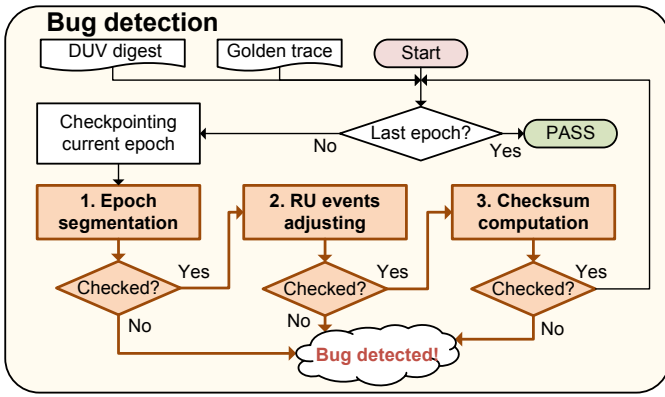 Bug detection
DUV digest
Golden trace
Start
Checkpointing
current epoch
No
Last epoch?
Yes
PASS
1. Epoch
segmentation
2. RU events
adjusting
3. Checksum
computation
Checked?
Yes
Checked?
Yes
Checked?
Yes
No
No
No
Bug detected!